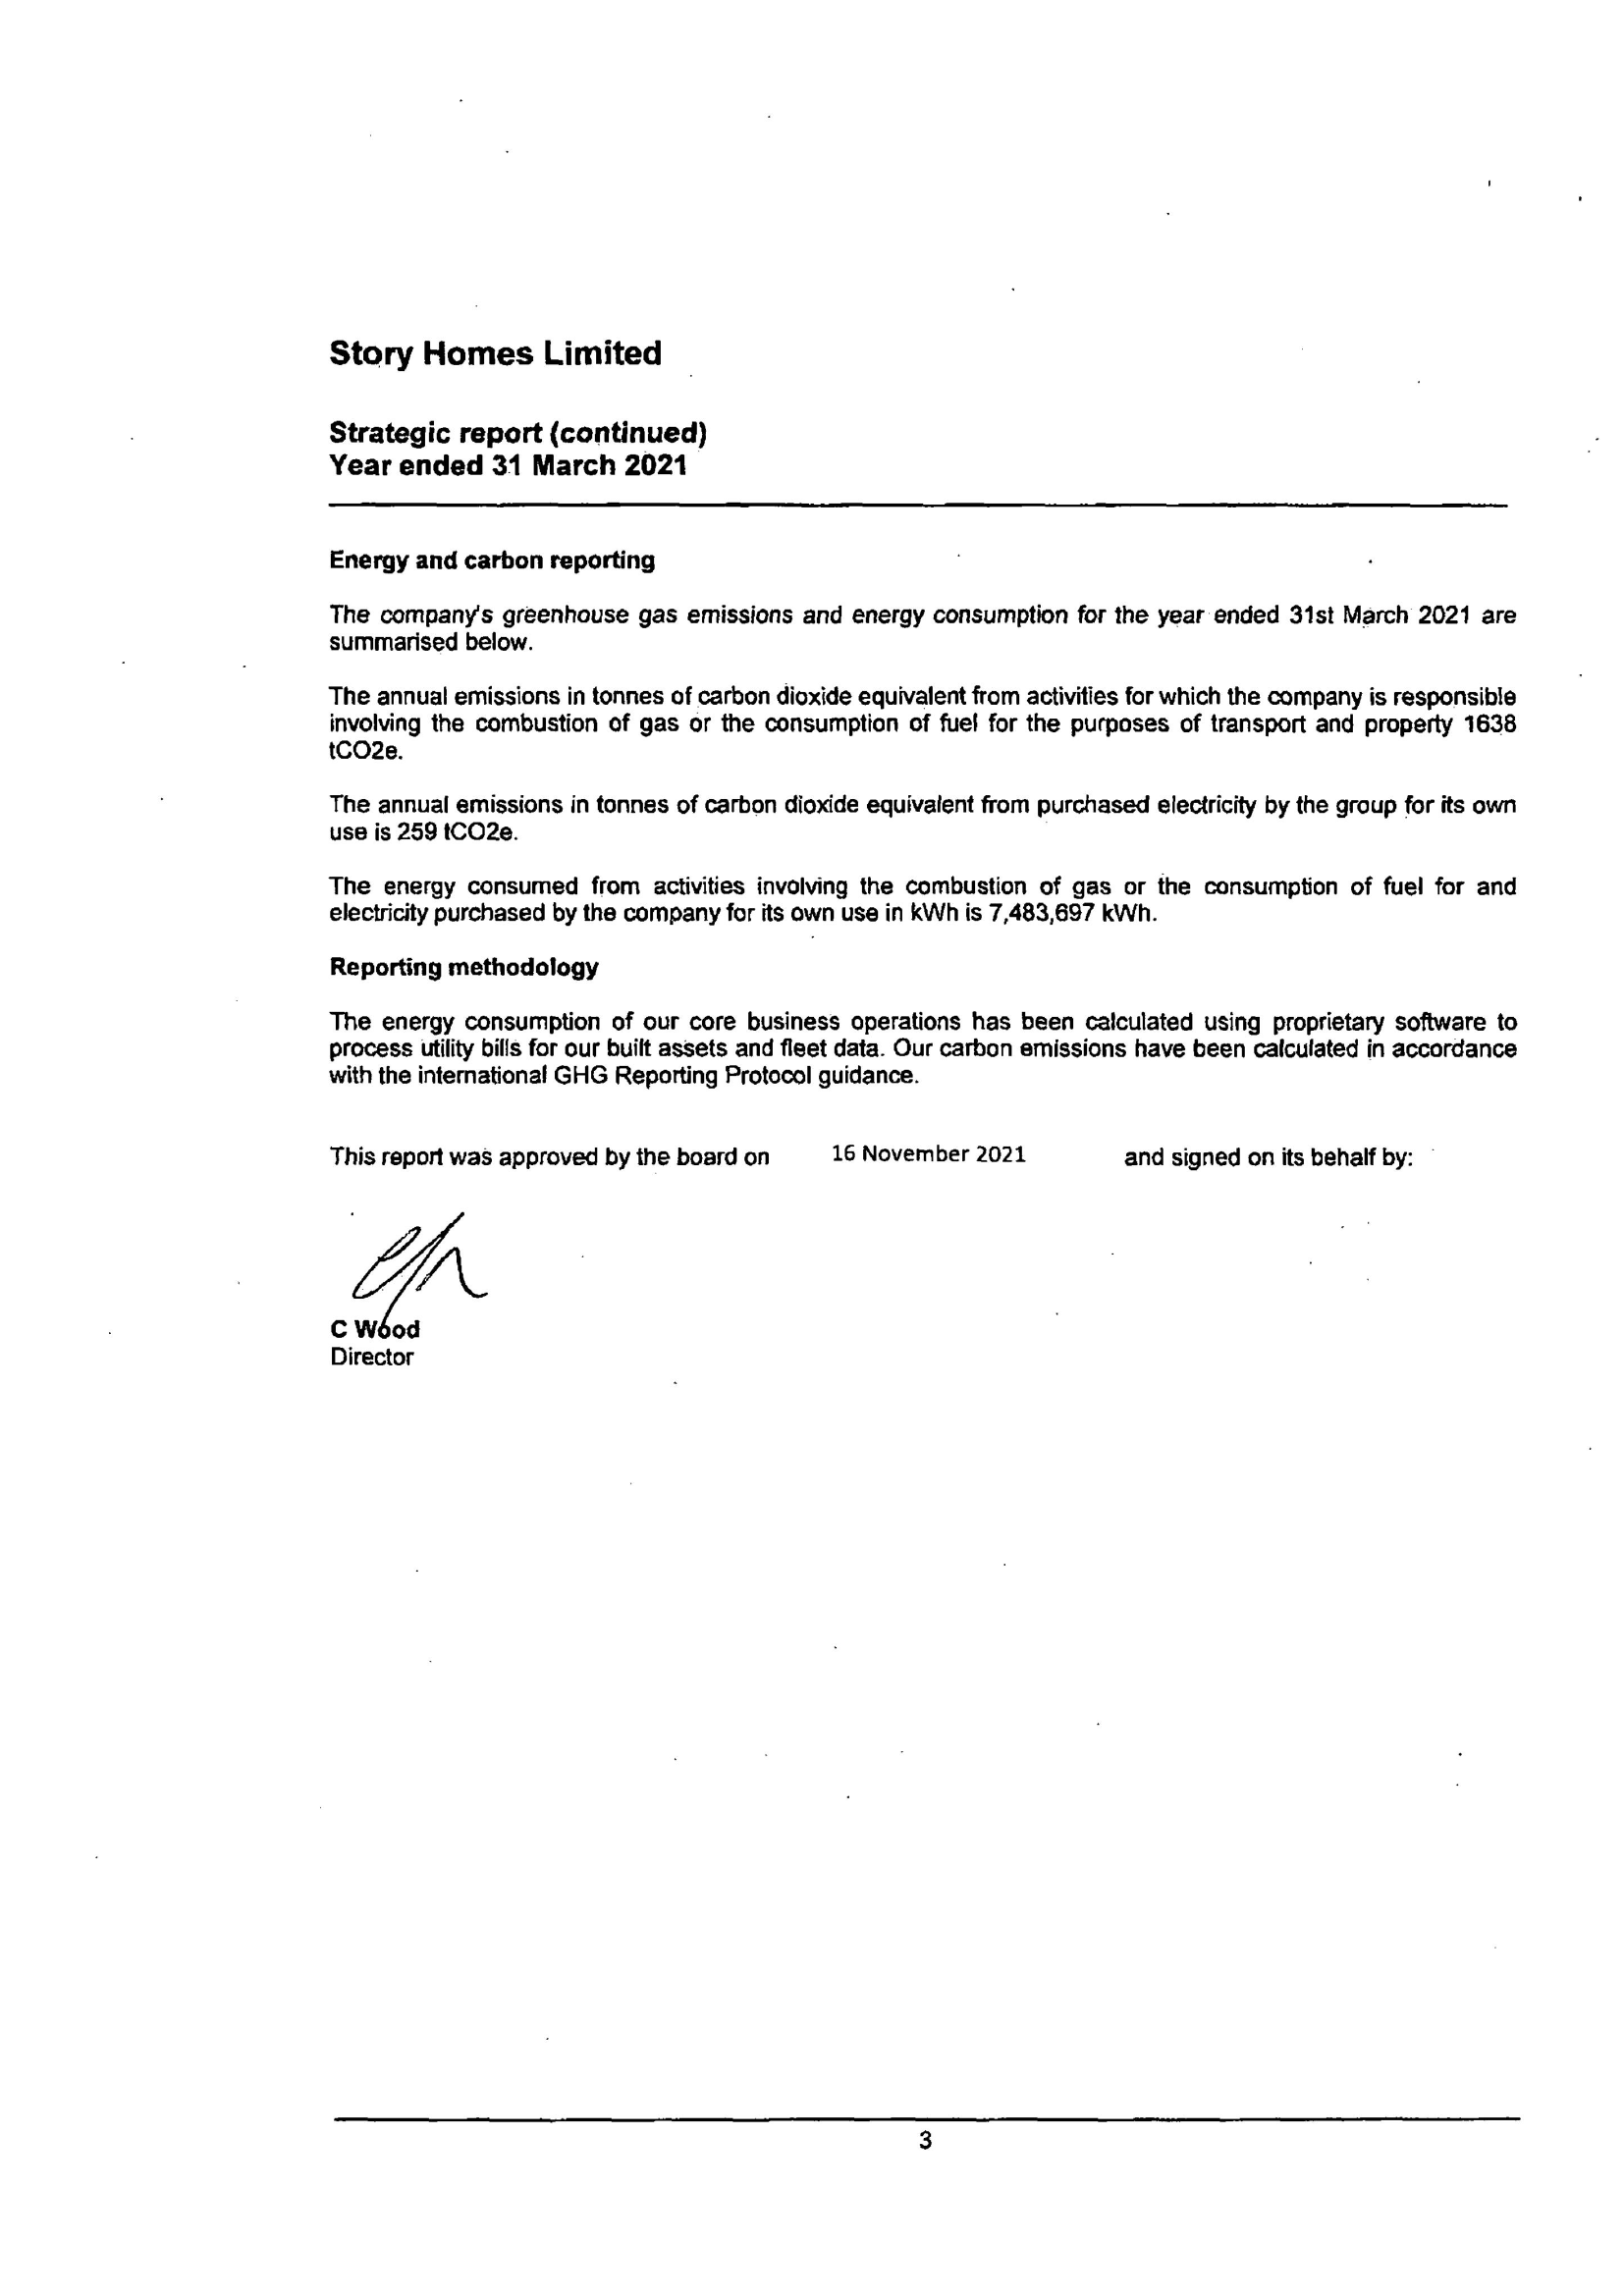 Story Homes Limited
Strategic report (continued)
Year ended 31 March 2021
Energy and carbon reporting
The company's greenhouse gas emissions and energy consumption for the year ended 31st March 2021 are
summarised below.
The annual emissions in tonnes of carbon dioxide equivalent from activities for which the company is responsible
involving the combustion of gas or the consumption of fuel for the purposes of transport and property 1638
tCO2e.
The annual emissions in tonnes of carbon dioxide equivalent from purchased electricity by the group for its own
use is 259 tCO2e.
The energy consumed from activities involving the combustion of gas or the consumption of fuel for and
electricity purchased by the company for its own use in kWh is 7,483,697 kWh.
Reporting methodology
The energy consumption of our core business operations has been calculated using proprietary software to
process utility bills for our built assets and fleet data. Our carbon emissions have been calculated in accordance
with the international GHG Reporting Protocol guidance.
This report was approved by the board on 16 November 2021 and signed on its behalf by:
C Wood
Director
3